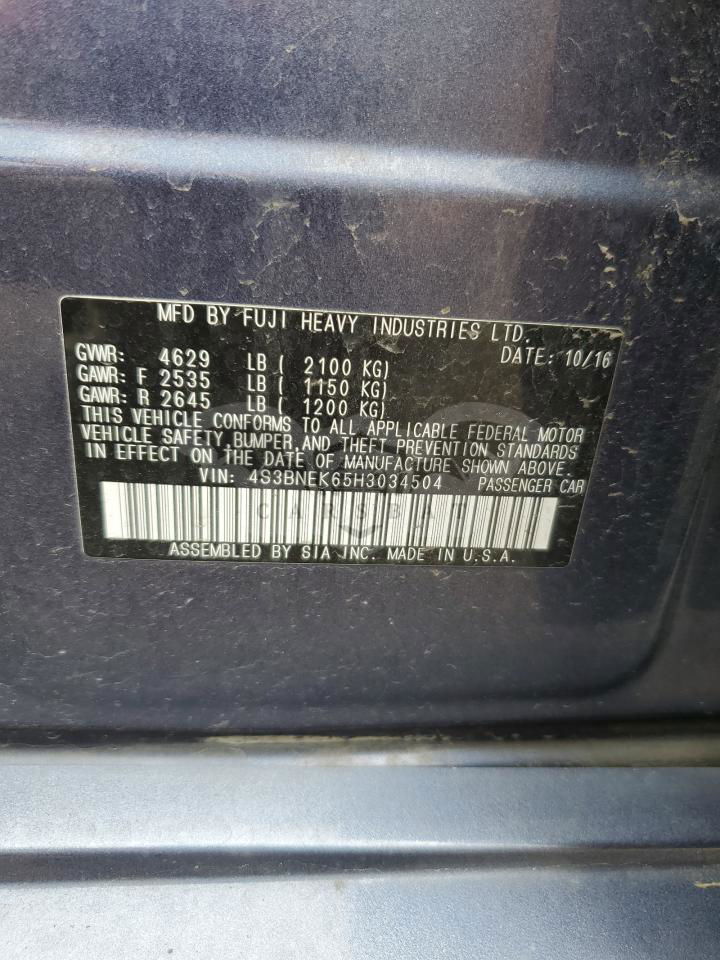 MFD BY FUJI HEAVY INDUSTRIES LTD.
GVWR: 4629 LB ( 2100 KG) DATE: 10/16
GAWR: F 2535 LB ( 1150 KG)
GAWR: R 2645 LB ( 1200 KG)
THIS VEHICLE CONFORMS TO ALL APPLICABLE FEDERAL MOTOR
VEHICLE SAFETY, BUMPER, AND THEFT PREVENTION STANDARDS
IN EFFECT ON THE DATE OF MANUFACTURE SHOWN ABOVE.
VIN: 4S3BNEK65H3034504 PASSENGER CAR
CARSBAT
ASSEMBLED BY SIA INC. MADE IN U.S.A.